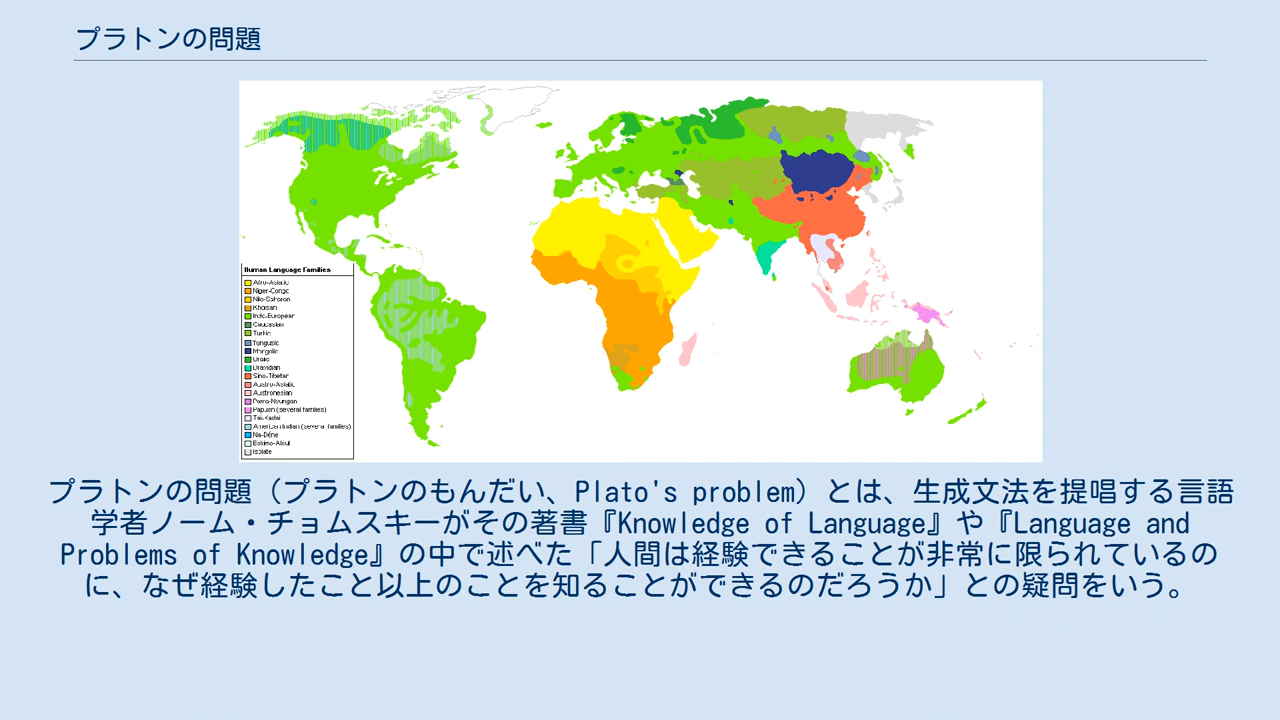 プラトンの問題
Human Language Families
Afro-Asiatic
Niger-Congo
Nilo-Saharan
Khoisan
Indo-European
Caucasian
Turkic
Tungusic
Mongolic
Uralic
Dravidian
Sino-Tibetan
Austro-Asiatic
Austronesian
Pama-Nyungan
Papuan (several families)
Tai-Kadai
American Indian (several families)
Na-Dene
Eskimo-Aleut
Isolate
プラトンの問題（プラトンのもんだい、Plato's problem）とは、生成文法を提唱する言語
学者ノーム・チョムスキーがその著書『Knowledge of Language』や『Language and
Problems of Knowledge』の中で述べた「人間は経験できることが非常に限られているの
に、なぜ経験したこと以上のことを知ることができるのだろうか」との疑問をいう。